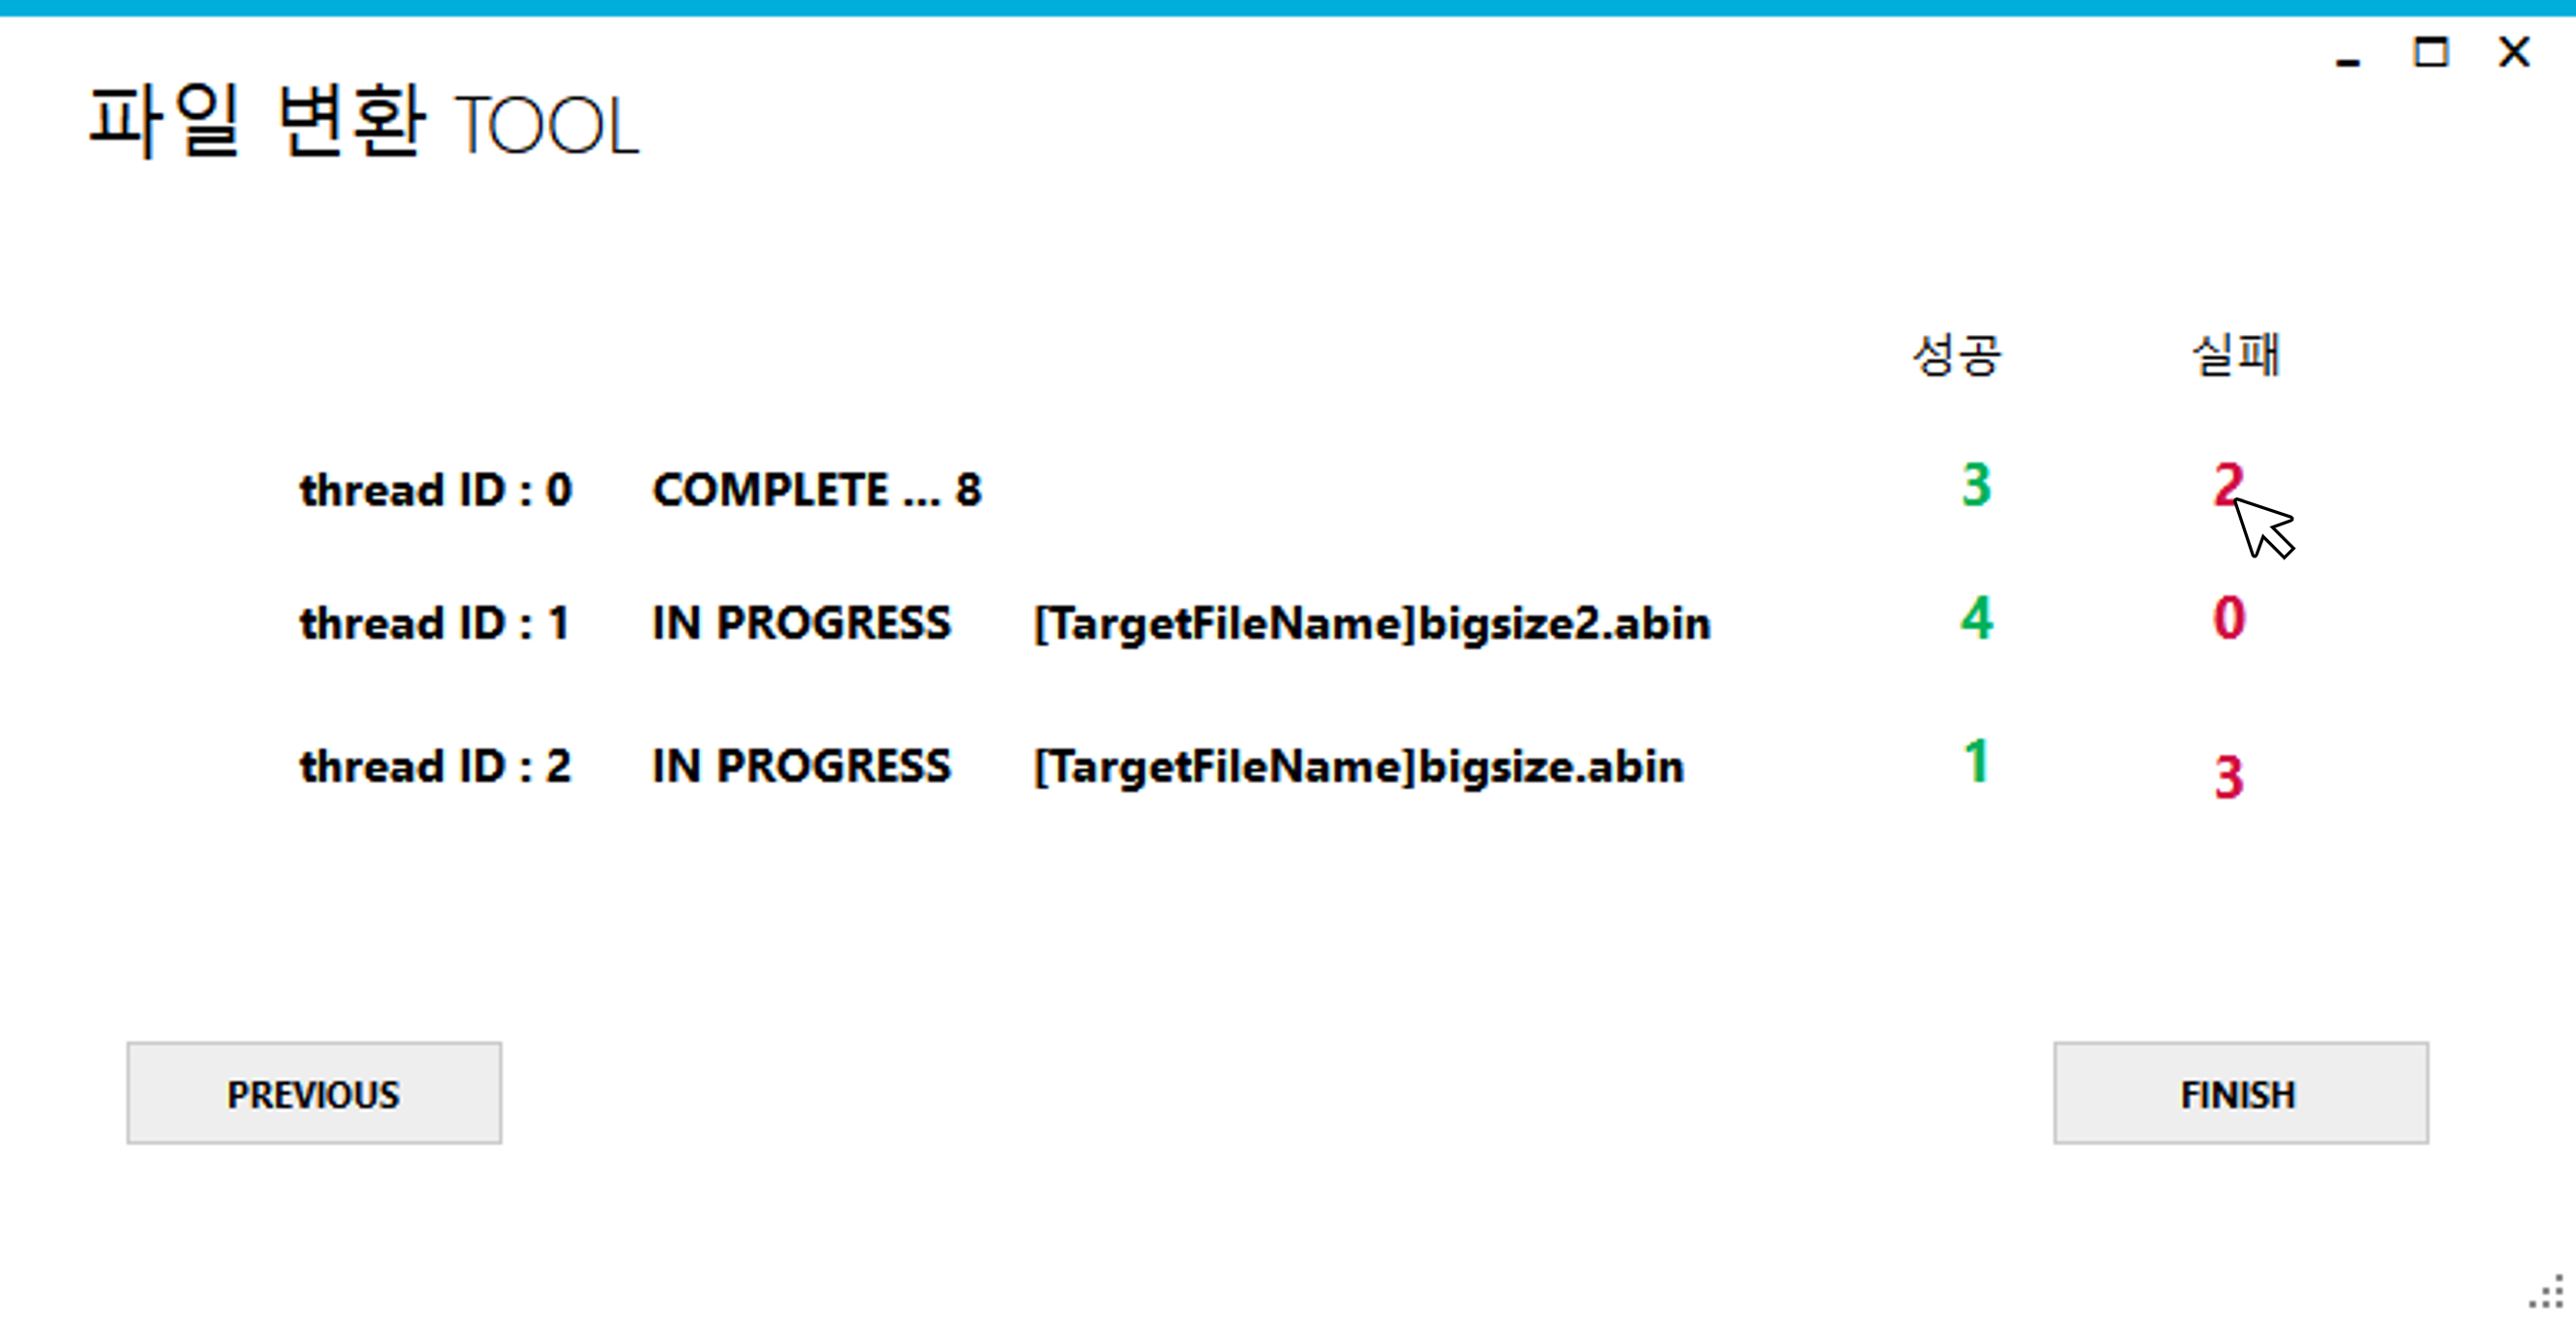 파일 변환 TOOL
성공 실패
thread ID : 0 COMPLETE ... 8 3 2
thread ID : 1 IN PROGRESS [TargetFileName]bigsize2.abin 4 0
thread ID : 2 IN PROGRESS [TargetFileName]bigsize.abin 1 3
PREVIOUS FINISH